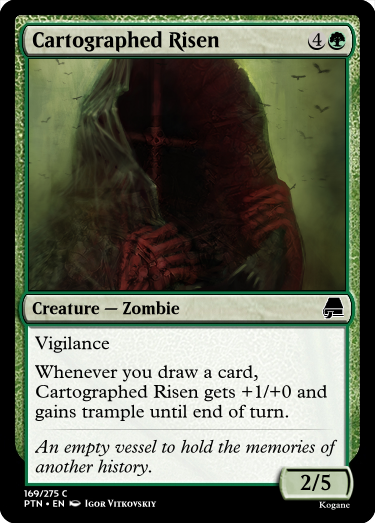 Cartographed Risen 4
Creature — Zombie
Vigilance
Whenever you draw a card,
Cartographed Risen gets +1/+0 and
gains trample until end of turn.
An empty vessel to hold the memories of
another history.
2/5
169/275 C
PTN • EN Igor Vitkovskiy
Kogane